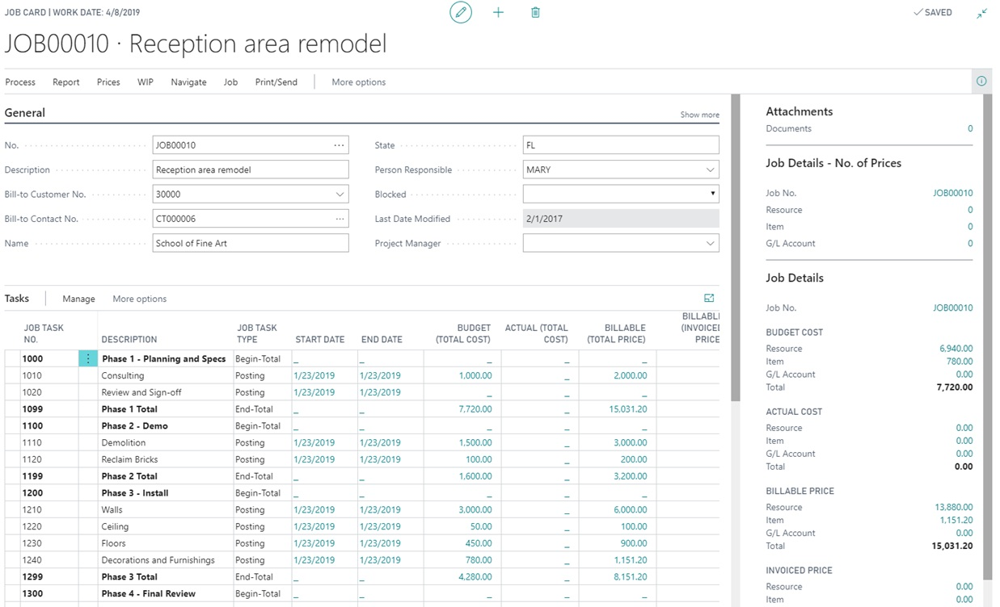 JOB CARD | WORK DATE: 4/8/2019
SAVED
JOB00010 · Reception area remodel
Process Report Prices WIP Navigate Job Print/Send More options
General
Show more
No. JOB00010 ···
Description Reception area remodel
Bill-to Customer No. 30000
Bill-to Contact No. CT000006 ···
Name School of Fine Art
State FL
Person Responsible MARY
Blocked
Last Date Modified 2/1/2017
Project Manager
Tasks Manage More options
JOB TASK NO. DESCRIPTION JOB TASK TYPE START DATE END DATE BUDGET (TOTAL COST) ACTUAL (TOTAL COST) BILLABLE (TOTAL PRICE) BILLABLE (INVOICED PRICE
1000 Phase 1 - Planning and Specs Begin-Total _ _ _ _ _
1010 Consulting Posting 1/23/2019 1/23/2019 1,000.00 _ 2,000.00
1020 Review and Sign-off Posting 1/23/2019 1/23/2019 _ _ _
1099 Phase 1 Total End-Total _ _ 7,720.00 _ 15,031.20
1100 Phase 2 - Demo Begin-Total _ _ _ _ _
1110 Demolition Posting 1/23/2019 1/23/2019 1,500.00 _ 3,000.00
1120 Reclaim Bricks Posting 1/23/2019 1/23/2019 100.00 _ 200.00
1199 Phase 2 Total End-Total _ _ 1,600.00 _ 3,200.00
1200 Phase 3 - Install Begin-Total _ _ _ _ _
1210 Walls Posting 1/23/2019 1/23/2019 3,000.00 _ 6,000.00
1220 Ceiling Posting 1/23/2019 1/23/2019 50.00 _ 100.00
1230 Floors Posting 1/23/2019 1/23/2019 450.00 _ 900.00
1240 Decorations and Furnishings Posting 1/23/2019 1/23/2019 780.00 _ 1,151.20
1299 Phase 3 Total End-Total _ _ 4,280.00 _ 8,151.20
1300 Phase 4 - Final Review Begin-Total _ _ _ _ _
Attachments
Documents 0
Job Details - No. of Prices
Job No. JOB00010
Resource 0
Item 0
G/L Account 0
Job Details
Job No. JOB00010
BUDGET COST
Resource 6,940.00
Item 780.00
G/L Account 0.00
Total 7,720.00
ACTUAL COST
Resource 0.00
Item 0.00
G/L Account 0.00
Total 0.00
BILLABLE PRICE
Resource 13,880.00
Item 1,151.20
G/L Account 0.00
Total 15,031.20
INVOICED PRICE
Resource 0.00
Item 0.00